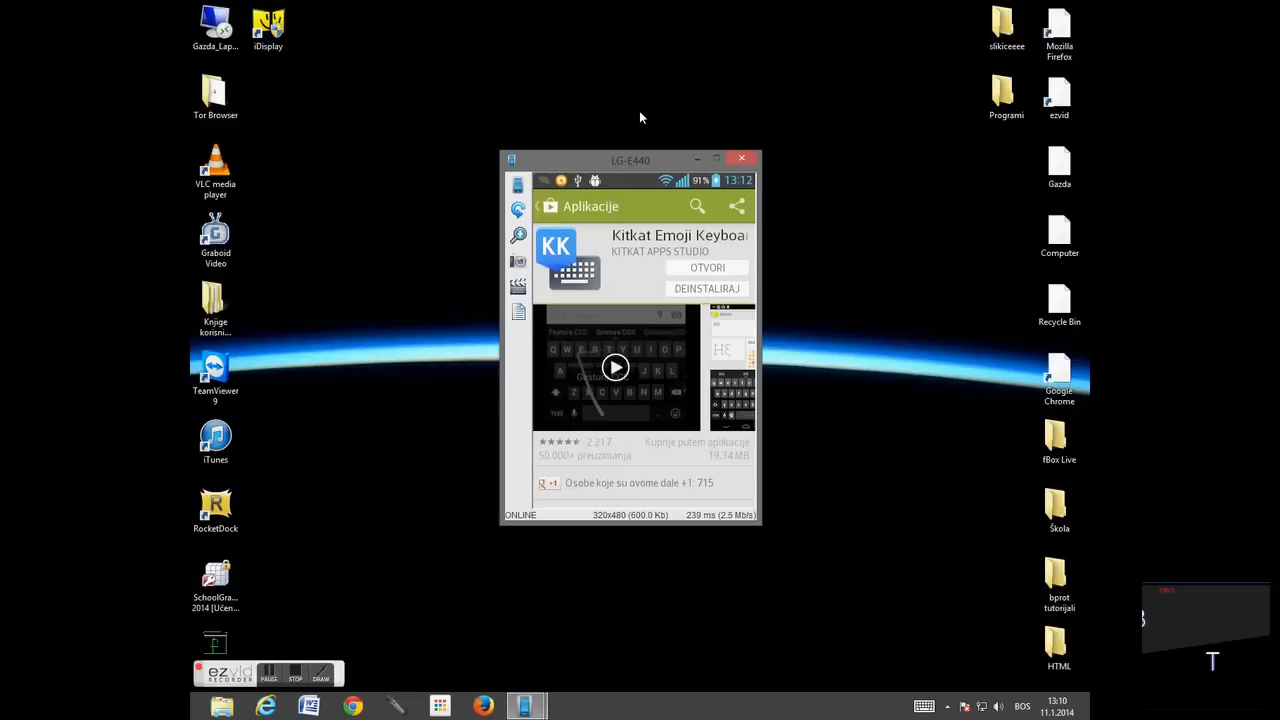 Gazda_Lap...
iDisplay
Tor Browser
VLC media
player
Graboid
Video
Knjige
korisni...
TeamViewer
9
iTunes
RocketDock
SchoolGra...
2014 [Učen...
slikiceeee
Mozilla
Firefox
Programi
ezvid
Gazda
Computer
Recycle Bin
Google
Chrome
fBox Live
Škola
bprot
tutorijali
HTML
LG-E440
91% 13:12
Aplikacije
KK
Kitkat Emoji Keyboa
KITKAT APPS STUDIO
OTVORI
DEINSTALIRAJ
2.217
Kupnje putem aplikacije
50.000+ preuzimanja
19,34 MB
+1
Osobe koje su ovome dale +1: 715
ONLINE
320x480 (600.0 Kb)
239 ms (2.5 Mb/s)
ezvid
RECORDER
PAUSE
STOP
DRAW
PRO
T
BOS
13:10
11.1.2014